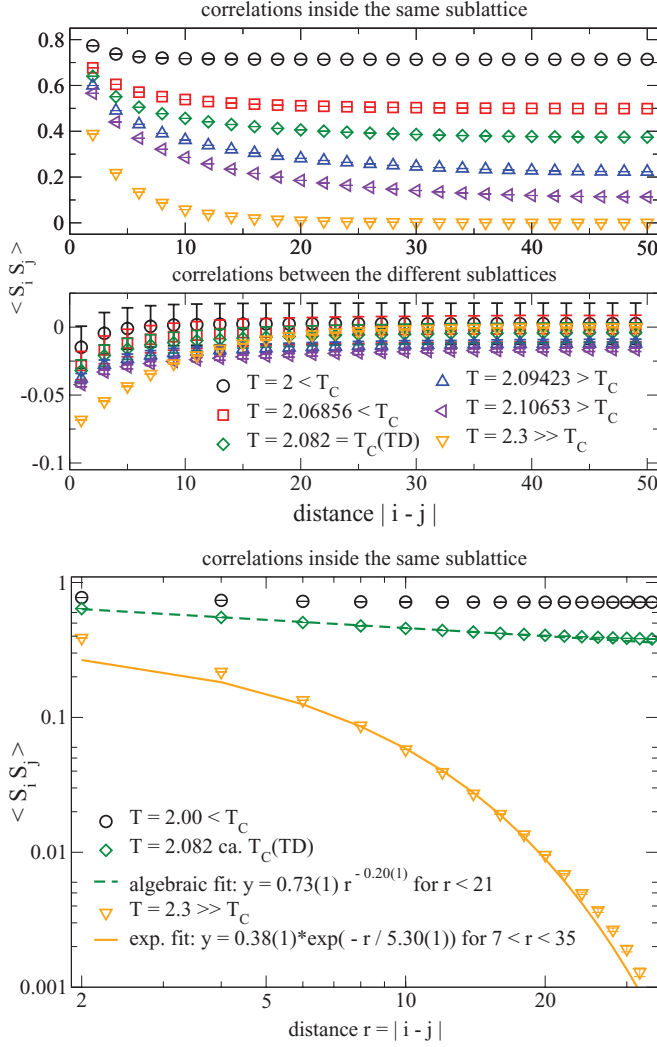 correlations inside the same sublattice
0.8
0.6
0.4
0.2
0
0 10 20 30 40 50
< S_i S_j >
correlations between the different sublattices
0
-0.05
-0.1
T = 2 < T_C
T = 2.06856 < T_C
T = 2.082 = T_C(TD)
T = 2.09423 > T_C
T = 2.10653 > T_C
T = 2.3 >> T_C
0 10 20 30 40 50
distance | i - j |
correlations inside the same sublattice
1
0.1
0.01
0.001
< S_i S_j >
T = 2.00 < T_C
T = 2.082 ca. T_C(TD)
algebraic fit: y = 0.73(1) r^- 0.20(1) for r < 21
T = 2.3 >> T_C
exp. fit: y = 0.38(1)*exp( - r / 5.30(1)) for 7 < r < 35
2 5 10 20
distance r = | i - j |